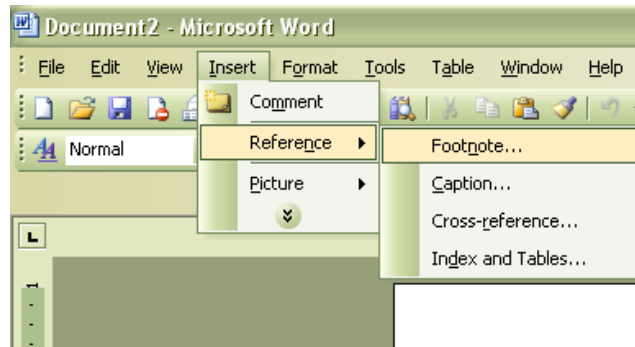 Document2 - Microsoft Word
File Edit View Insert Format Tools Table Window Help
Comment
Normal
Reference
Footnote...
Picture
Caption...
Cross-reference...
Index and Tables...
L
1